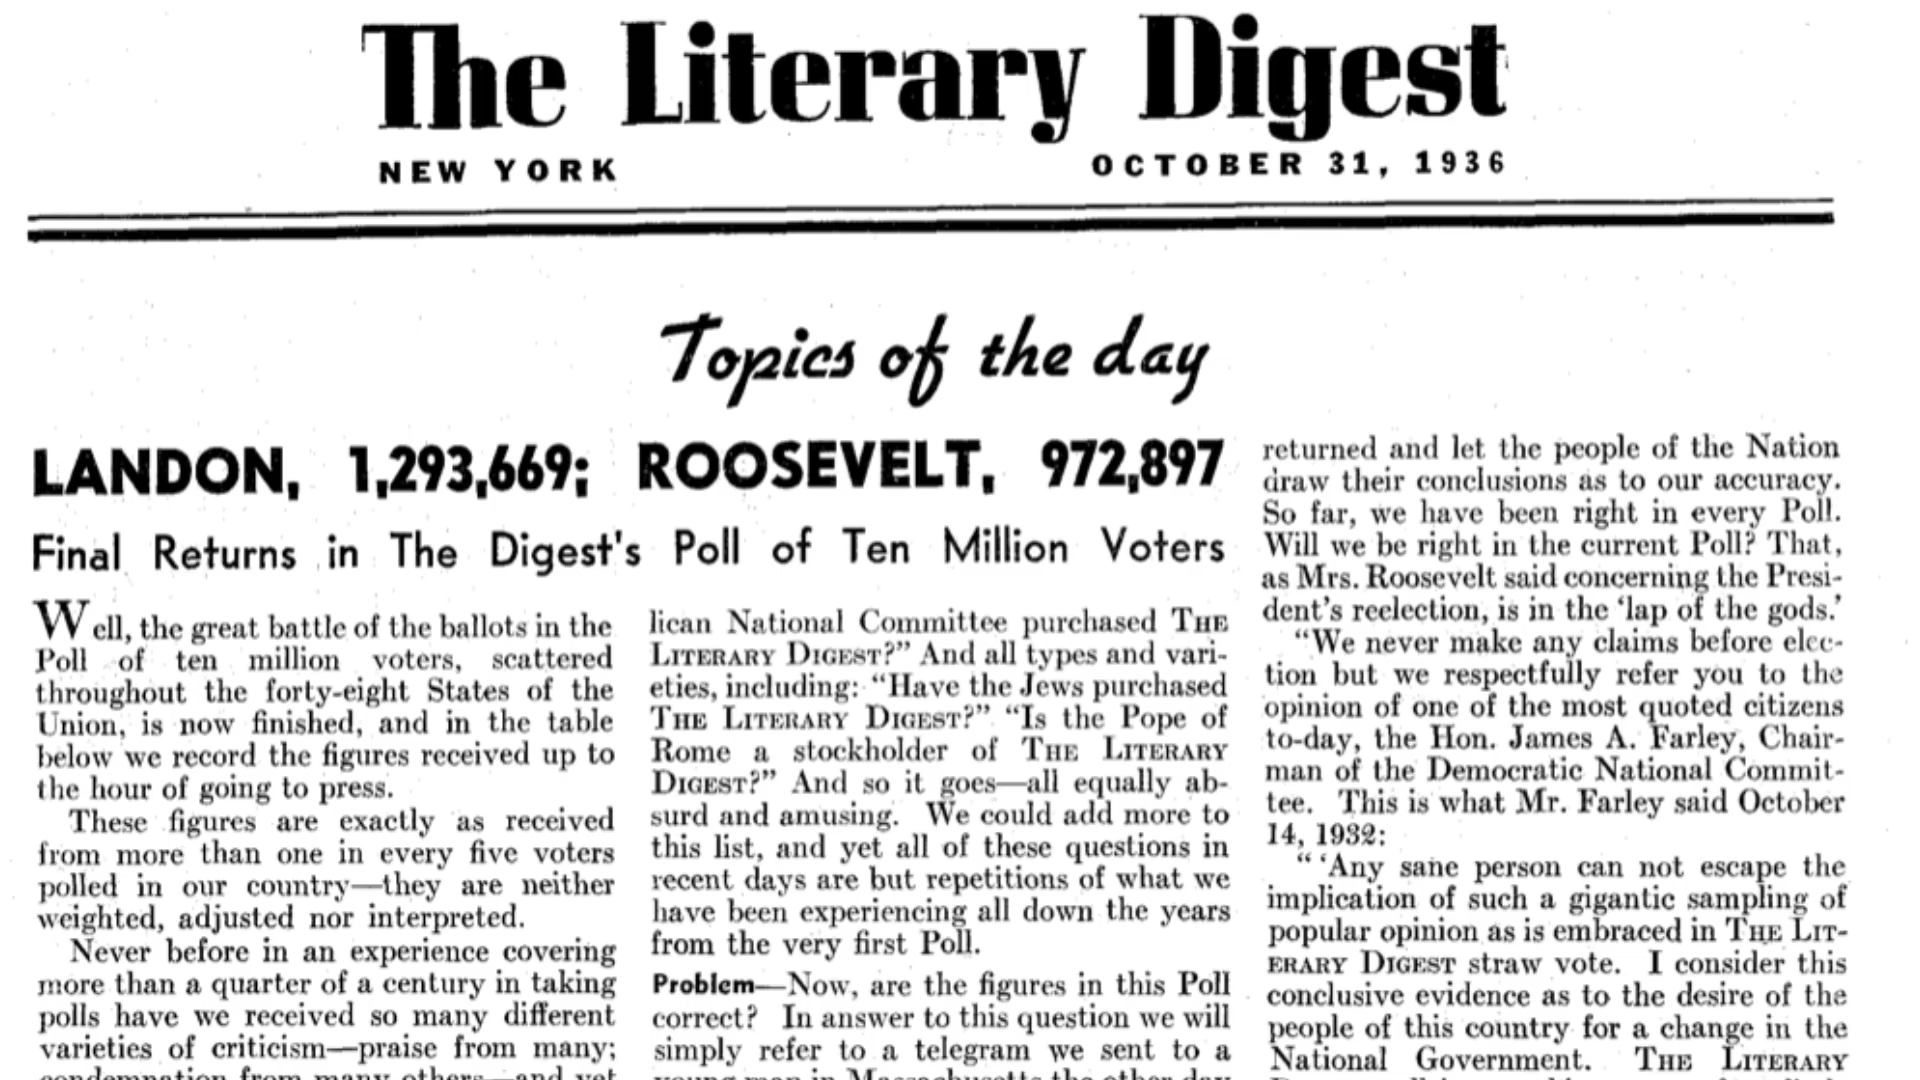 The Literary Digest
NEW YORK OCTOBER 31, 1936
Topics of the day
LANDON, 1,293,669; ROOSEVELT, 972,897
Final Returns in The Digest's Poll of Ten Million Voters
Well, the great battle of the ballots in the
Poll of ten million voters, scattered
throughout the forty-eight States of the
Union, is now finished, and in the table
below we record the figures received up to
the hour of going to press.
These figures are exactly as received
from more than one in every five voters
polled in our country—they are neither
weighted, adjusted nor interpreted.
Never before in an experience covering
more than a quarter of a century in taking
polls have we received so many different
varieties of criticism—praise from many;
condemnation from many others—and yet
lican National Committee purchased THE
LITERARY DIGEST?” And all types and vari-
eties, including: “Have the Jews purchased
THE LITERARY DIGEST?” “Is the Pope of
Rome a stockholder of THE LITERARY
DIGEST?” And so it goes—all equally ab-
surd and amusing. We could add more to
this list, and yet all of these questions in
recent days are but repetitions of what we
have been experiencing all down the years
from the very first Poll.
Problem—Now, are the figures in this Poll
correct? In answer to this question we will
simply refer to a telegram we sent to a
young man in Massachusetts the other day
returned and let the people of the Nation
draw their conclusions as to our accuracy.
So far, we have been right in every Poll.
Will we be right in the current Poll? That,
as Mrs. Roosevelt said concerning the Presi-
dent's reelection, is in the ‘lap of the gods.’
“We never make any claims before elec-
tion but we respectfully refer you to the
opinion of one of the most quoted citizens
to-day, the Hon. James A. Farley, Chair-
man of the Democratic National Commit-
tee. This is what Mr. Farley said October
14, 1932:
“ ‘Any sane person can not escape the
implication of such a gigantic sampling of
popular opinion as is embraced in THE LIT-
ERARY DIGEST straw vote. I consider this
conclusive evidence as to the desire of the
people of this country for a change in the
National Government. THE LITERARY